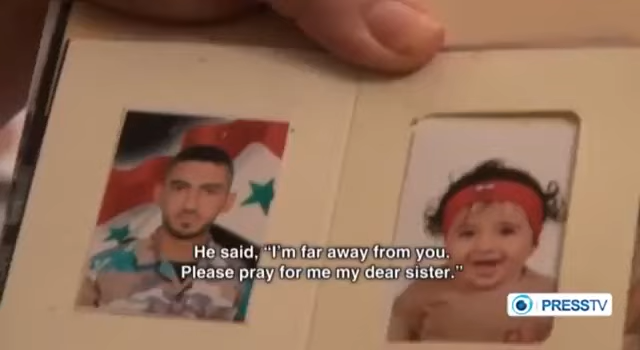 He said, “I’m far away from you.
Please pray for me my dear sister.”
PRESSTV